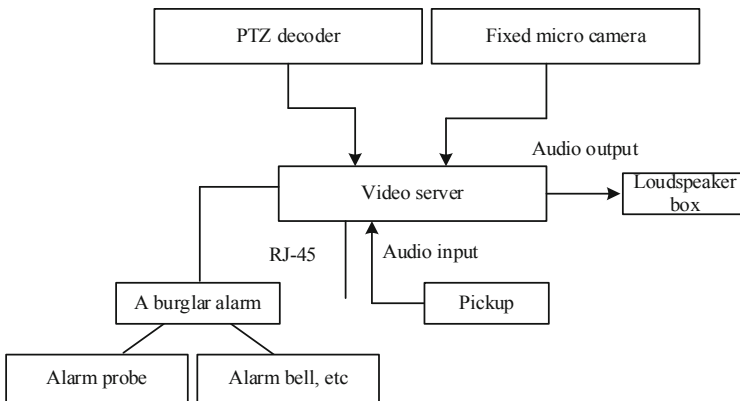 PTZ decoder
Fixed micro camera
Audio output
Video server
Loudspeaker
box
RJ-45
Audio input
A burglar alarm
Pickup
Alarm probe
Alarm bell, etc